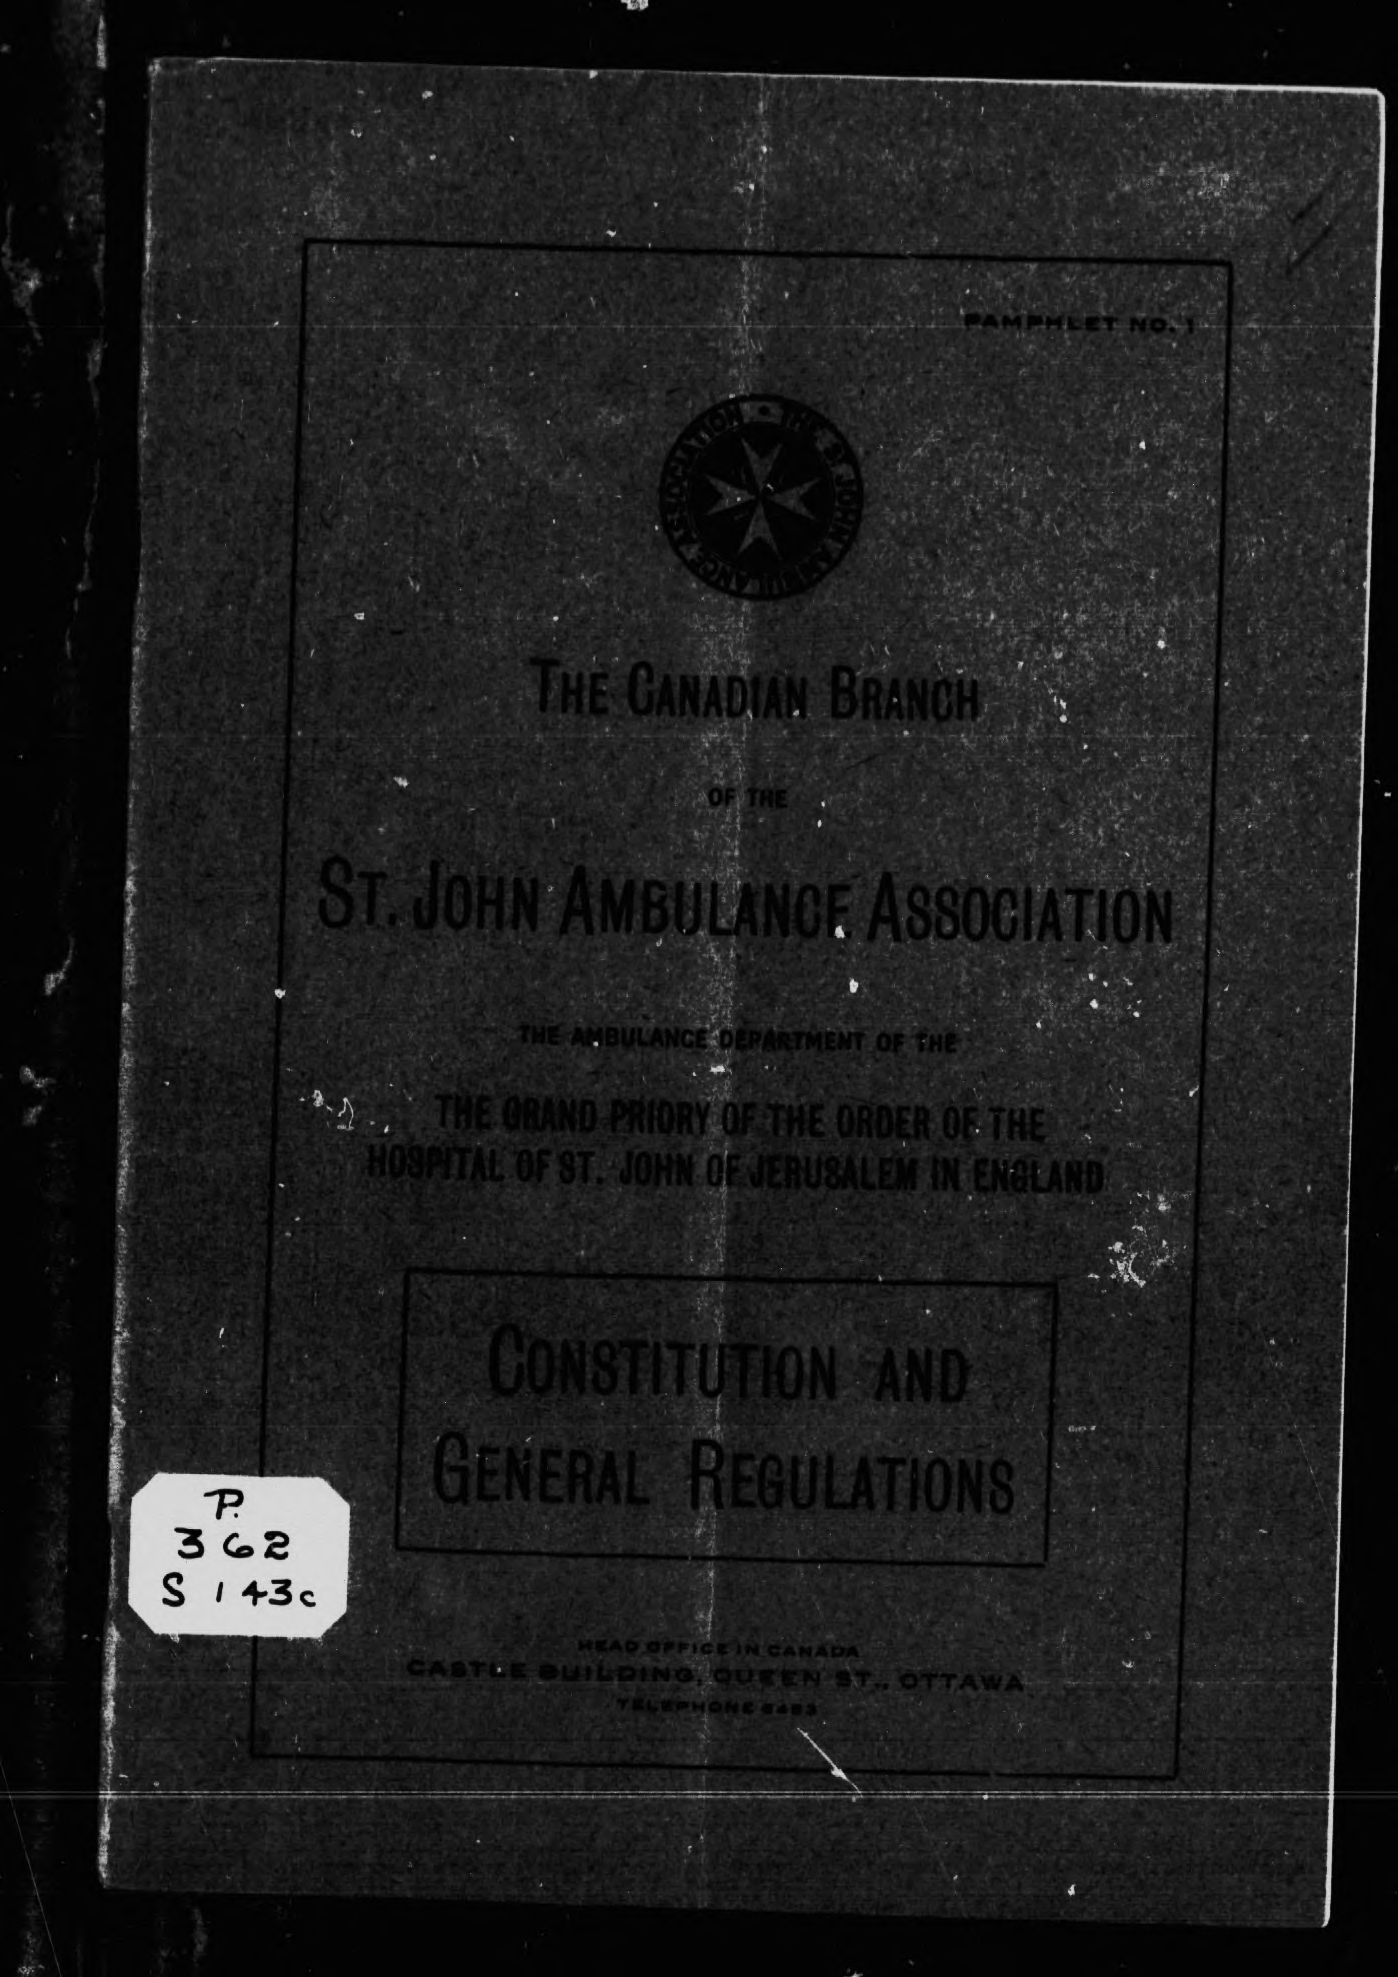 PAMPHLET NO. 1
THE ST JOHN AMBULANCE ASSOCIATION
THE CANADIAN BRANCH
OF THE
ST. JOHN AMBULANCE ASSOCIATION
THE AMBULANCE DEPARTMENT OF THE
THE GRAND PRIORY OF THE ORDER OF THE
HOSPITAL OF ST. JOHN OF JERUSALEM IN ENGLAND
CONSTITUTION AND
GENERAL REGULATIONS
P.
362
S 143c
HEAD OFFICE IN CANADA
CASTLE BUILDING, QUEEN ST., OTTAWA
TELEPHONE